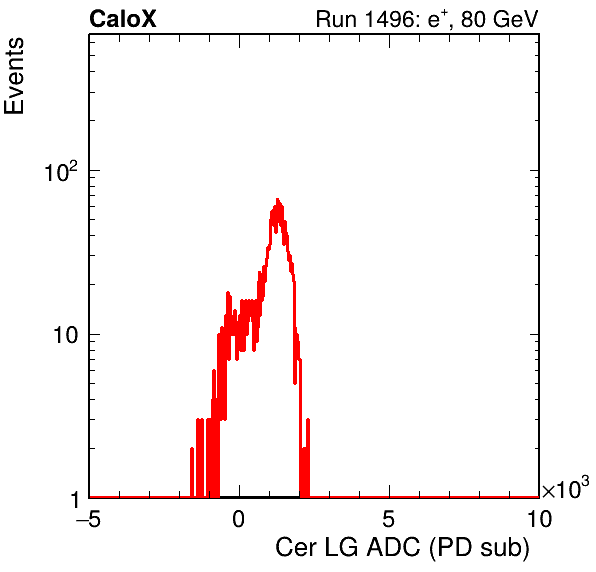 CaloX
Run 1496: e⁺, 80 GeV
Events
10²
10
1
−5
0
5
10
×10³
Cer LG ADC (PD sub)